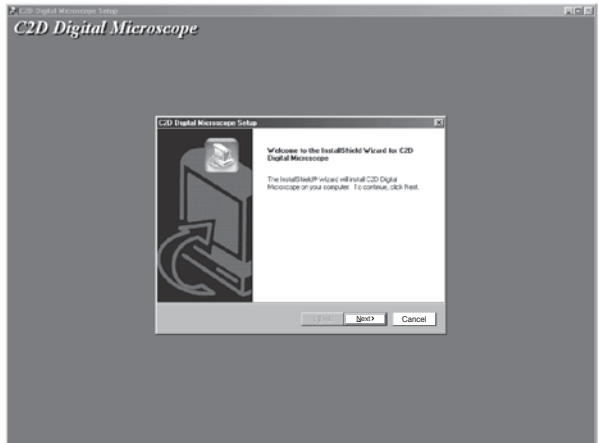 C2D Digital Microscope Setup
C2D Digital Microscope
C2D Digital Microscope Setup
Welcome to the InstallShield Wizard for C2D
Digital Microscope
The InstallShield® Wizard will install C2D Digital
Microscope on your computer. To continue, click Next.
Next > Cancel